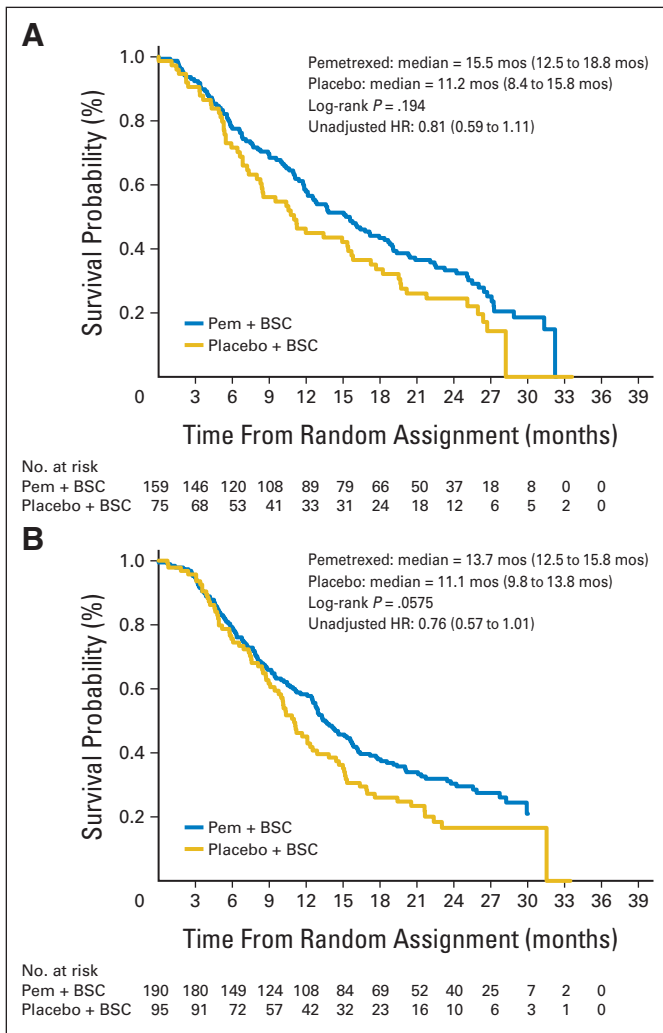 A
Pemetrexed: median = 15.5 mos (12.5 to 18.8 mos)
Placebo: median = 11.2 mos (8.4 to 15.8 mos)
Log-rank P = .194
Unadjusted HR: 0.81 (0.59 to 1.11)
Survival Probability (%)
1.0
0.8
0.6
0.4
0.2
Pem + BSC
Placebo + BSC
0 3 6 9 12 15 18 21 24 27 30 33 36 39
Time From Random Assignment (months)
No. at risk
Pem + BSC 159 146 120 108 89 79 66 50 37 18 8 0 0
Placebo + BSC 75 68 53 41 33 31 24 18 12 6 5 2 0
B
Pemetrexed: median = 13.7 mos (12.5 to 15.8 mos)
Placebo: median = 11.1 mos (9.8 to 13.8 mos)
Log-rank P = .0575
Unadjusted HR: 0.76 (0.57 to 1.01)
Survival Probability (%)
1.0
0.8
0.6
0.4
0.2
Pem + BSC
Placebo + BSC
0 3 6 9 12 15 18 21 24 27 30 33 36 39
Time From Random Assignment (months)
No. at risk
Pem + BSC 190 180 149 124 108 84 69 52 40 25 7 2 0
Placebo + BSC 95 91 72 57 42 32 23 16 10 6 3 1 0